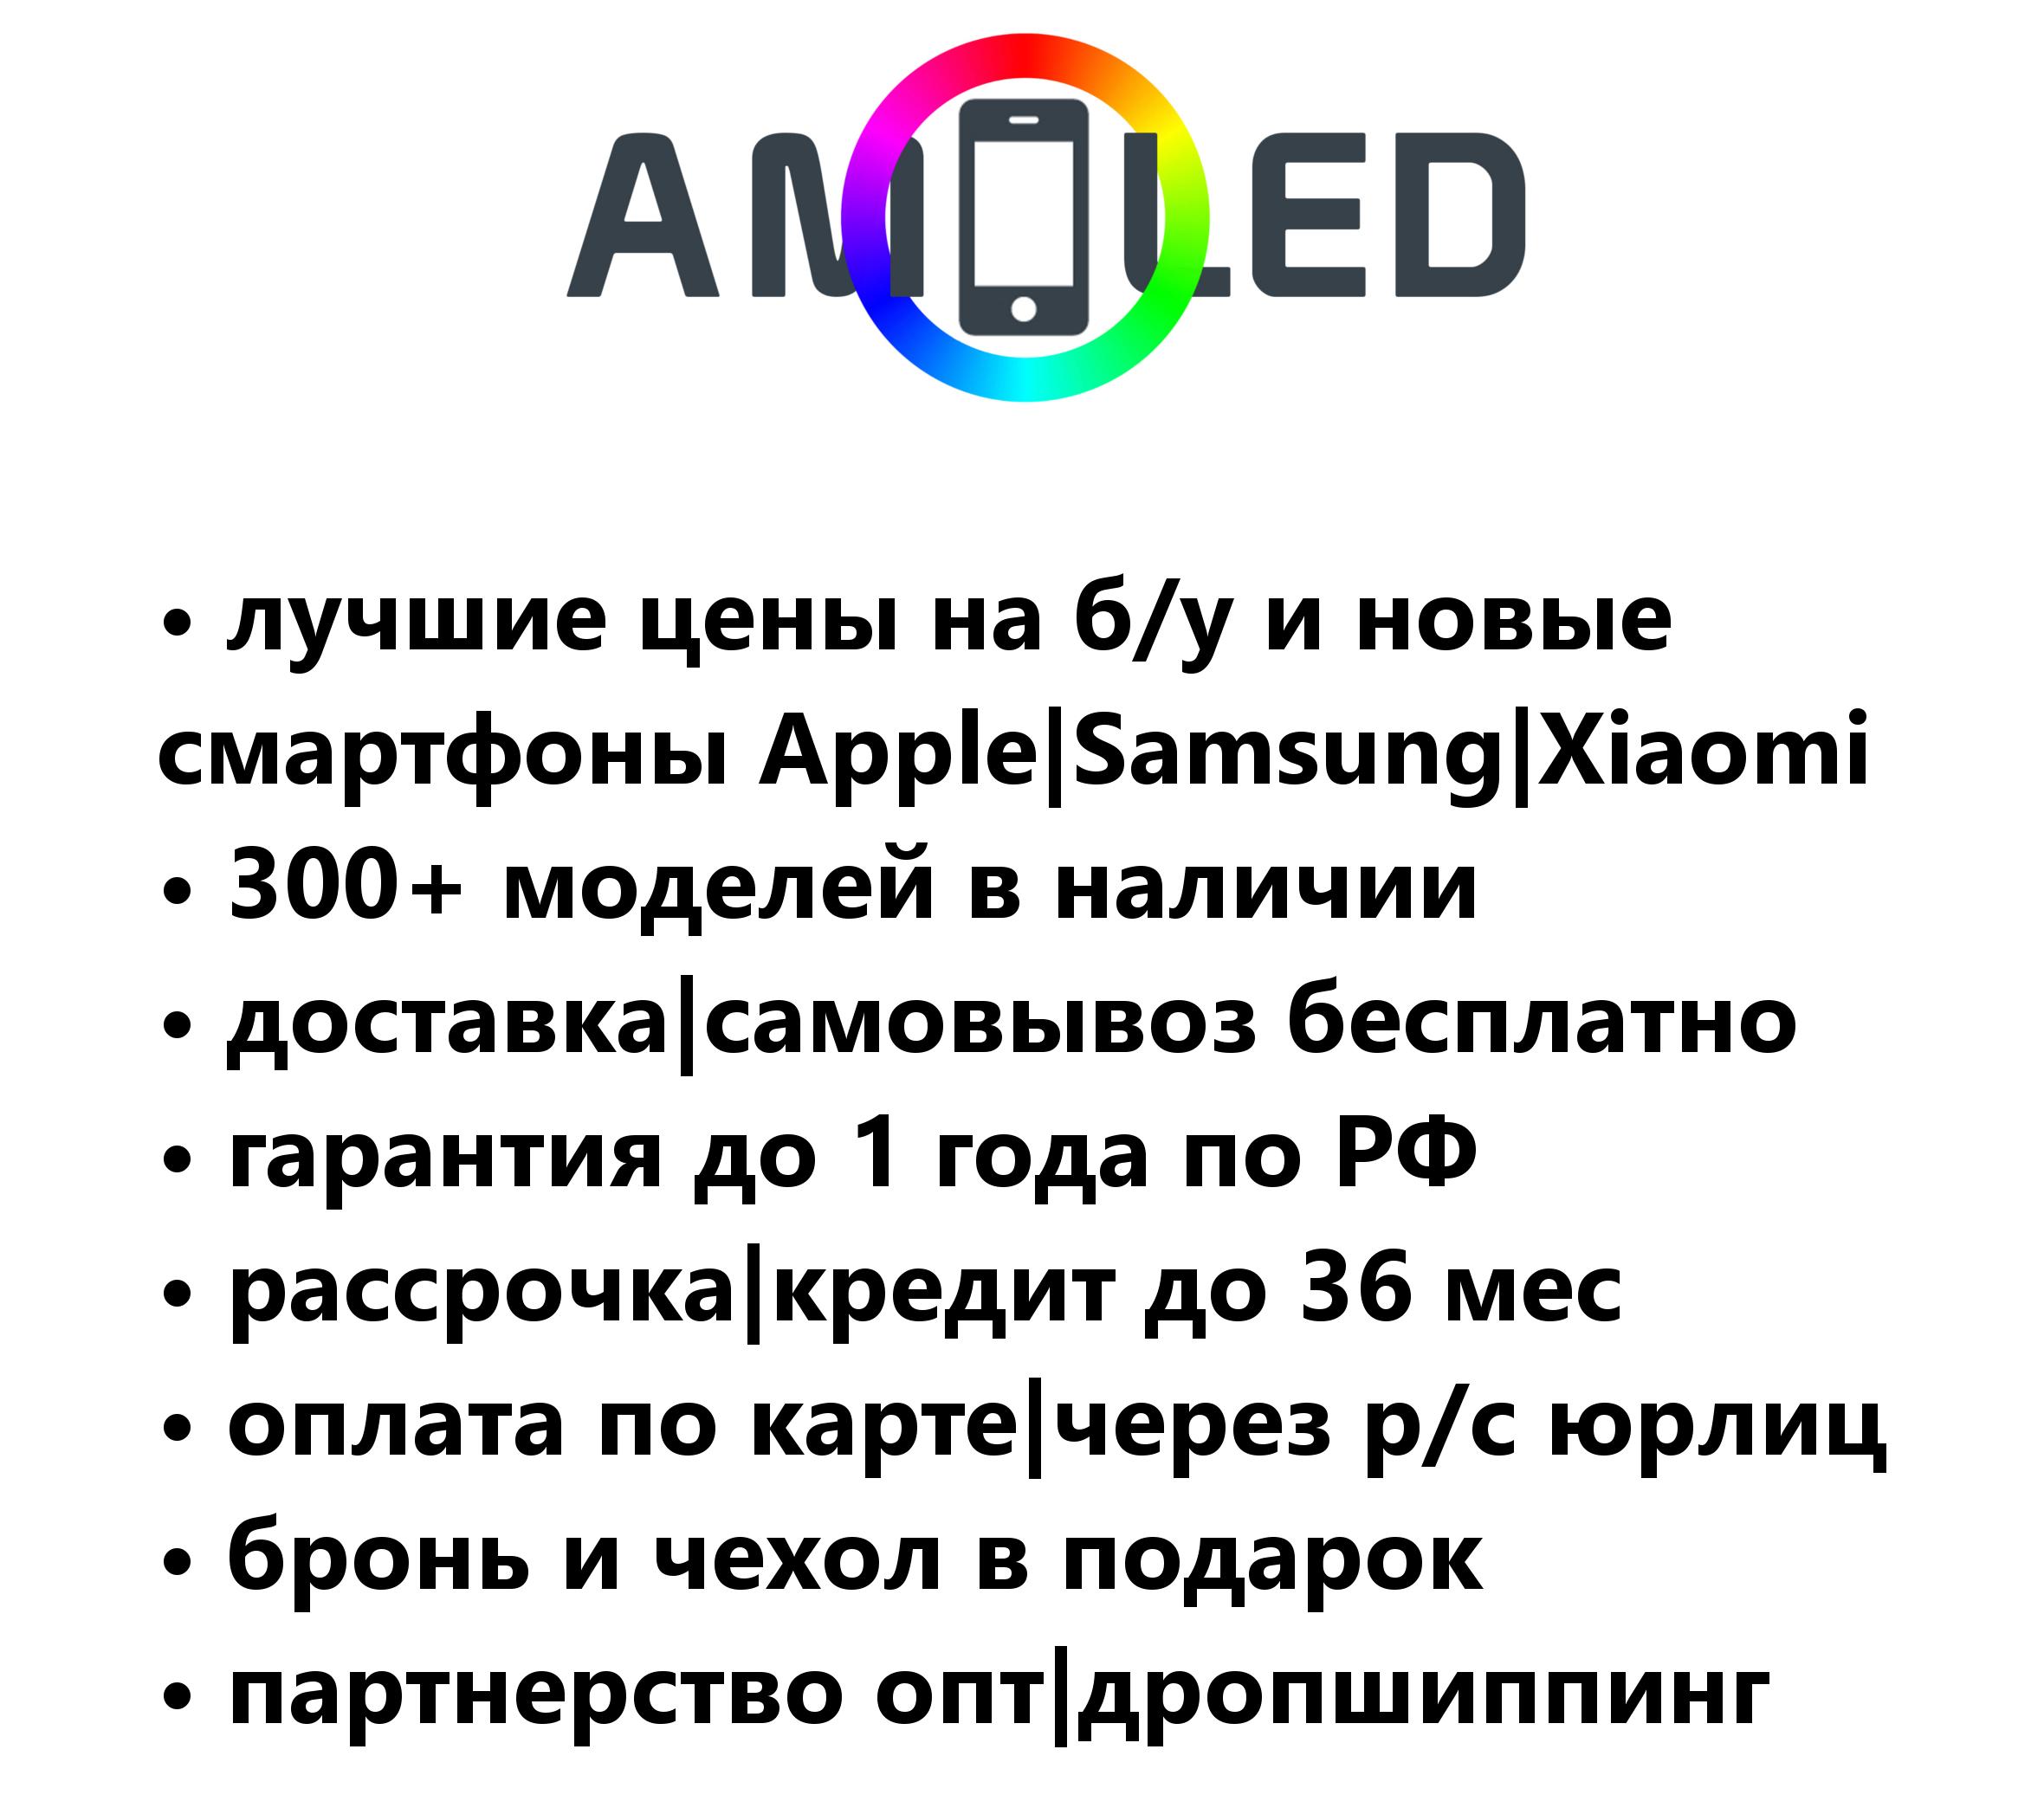 AMOLED
• лучшие цены на б/у и новые
смартфоны Apple|Samsung|Xiaomi
• 300+ моделей в наличии
• доставка|самовывоз бесплатно
• гарантия до 1 года по РФ
• рассрочка|кредит до 36 мес
• оплата по карте|через р/с юрлиц
• бронь и чехол в подарок
• партнерство опт|дропшиппинг